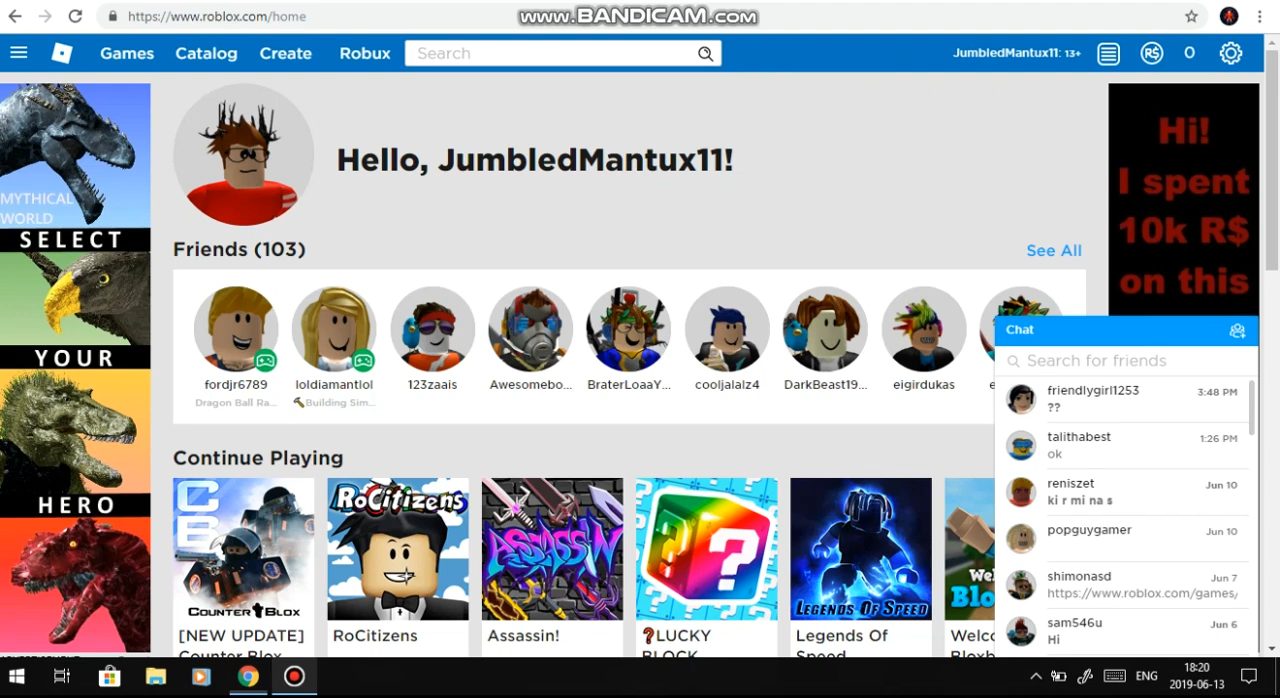 https://www.roblox.com/home
www.BANDICAM.com
Games
Catalog
Create
Robux
Search
JumbledMantux11: 13+
R$
0
MYTHICAL
WORLD
SELECT
YOUR
HERO
Hello, JumbledMantux11!
Hi!
I spent
10k R$
on this
Friends (103)
See All
fordjr6789
Dragon Ball Ra...
loldiamantlol
🔨Building Sim...
123zaais
Awesomebo...
BraterLoaaY...
cooljalalz4
DarkBeast19...
eigirdukas
e
Continue Playing
CB
COUNTER BLOX
[NEW UPDATE]
Counter Blox
RoCitizens
RoCitizens
ASSASSIN
Assassin!
? ?
❓LUCKY
BLOCK
LEGENDS OF SPEED
Legends Of
Speed
Wel
Blo
Welco
Bloxb
Chat
Search for friends
friendlygirl1253 3:48 PM
??
talithabest 1:26 PM
ok
reniszet Jun 10
ki r mi na s
popguygamer Jun 10
shimonasd Jun 7
https://www.roblox.com/games/
sam546u Jun 6
Hi
ENG
18:20
2019-06-13